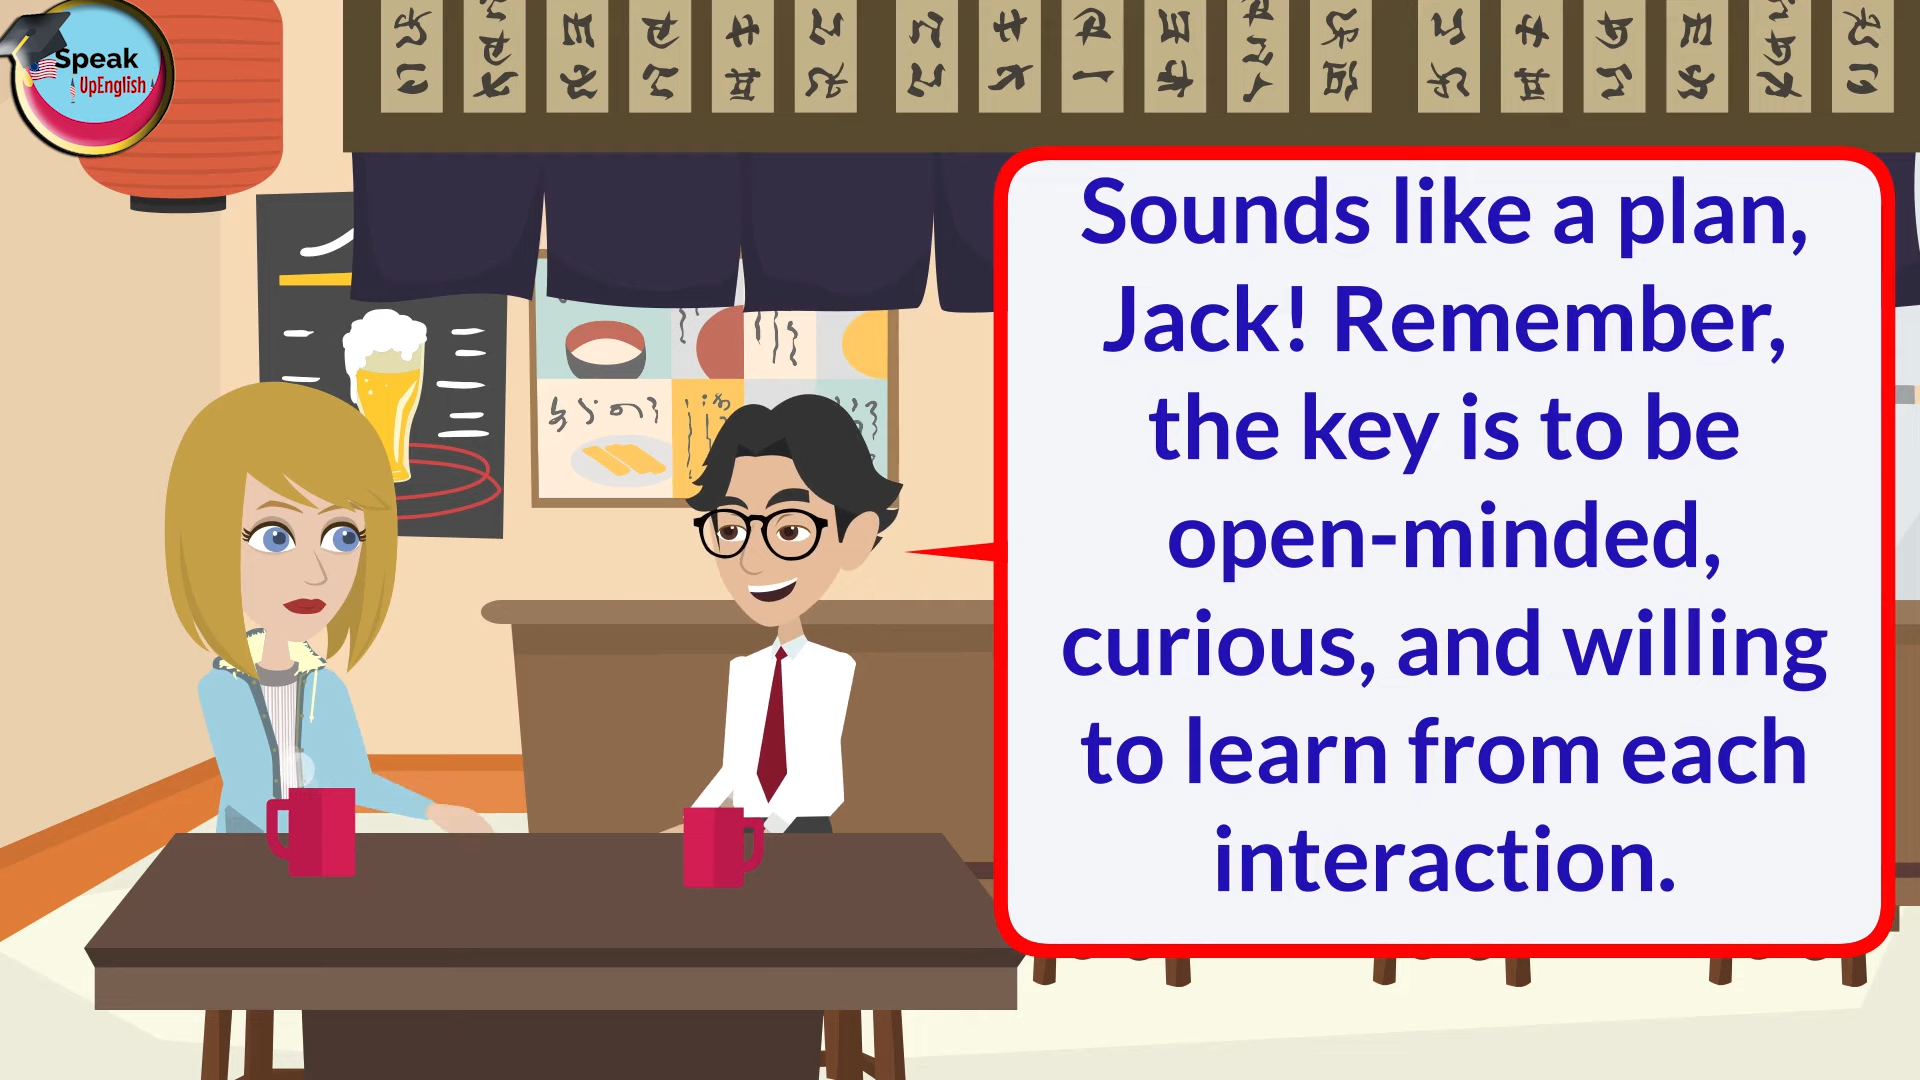 Speak
UpEnglish
Sounds like a plan,
Jack! Remember,
the key is to be
open-minded,
curious, and willing
to learn from each
interaction.